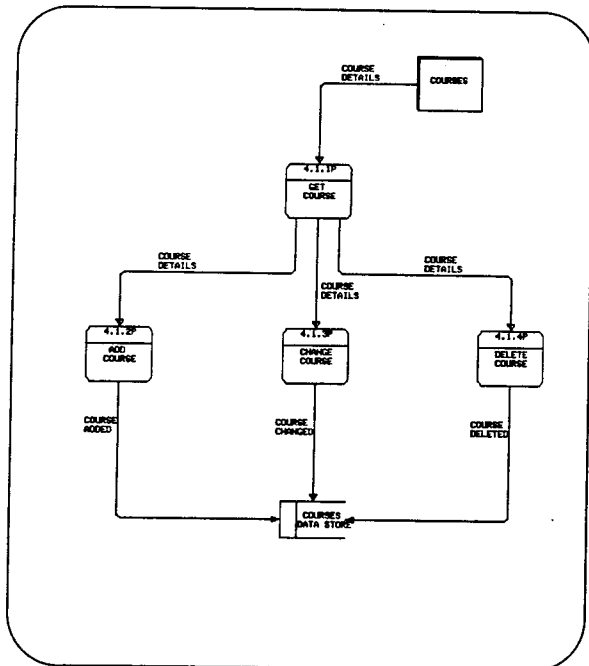 COURSE
DETAILS
COURSES
4.1.1P
GET
COURSE
COURSE
DETAILS
COURSE
DETAILS
COURSE
DETAILS
4.1.2P
ADD
COURSE
4.1.3P
CHANGE
COURSE
4.1.4P
DELETE
COURSE
COURSE
ADDED
COURSE
CHANGED
COURSE
DELETED
COURSES
DATA STORE